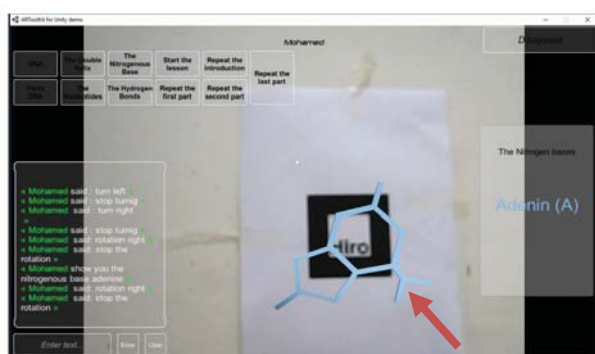 ARToolKit for Unity demo
Mohamed
DNA
The Double
Helix
The
Nitrogenous
Base
Start the
lesson
Repeat the
introduction
Repeat the
last part
DNA
The
The Hydrogen
Bonds
Repeat the
first part
Repeat the
second part
The Nitrogen bases
Adenin (A)
« Mohamed said : turn left »
« Mohamed said : stop turnig »
« Mohamed said : turn right
»
« Mohamed said : stop turnig »
« Mohamed said: rotation right »
« Mohamed said: stop the
rotation »
« Mohamed show you the
nitrogenous base adenine »
« Mohamed said: rotation right »
« Mohamed said: stop the
rotation »
Hiro
Enter text...
Enter
Clear